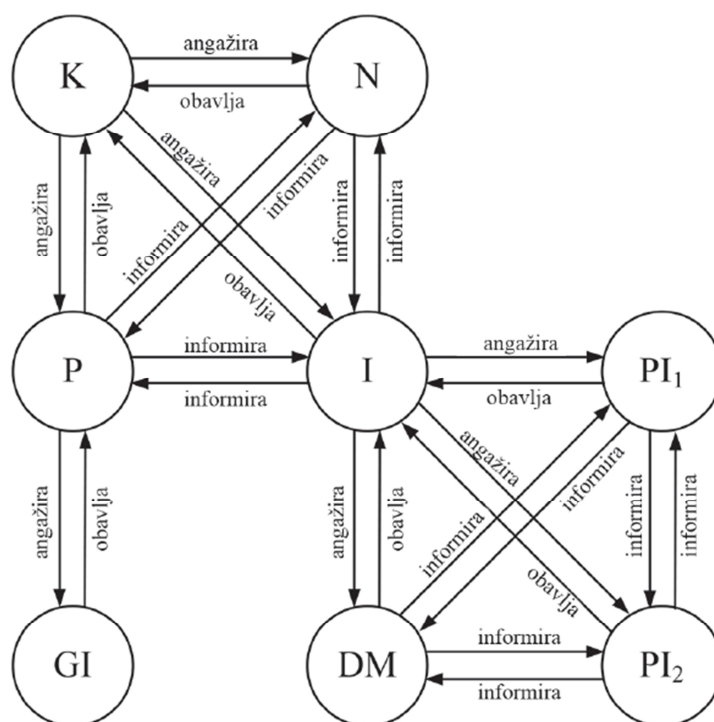 angažira
K
N
obavlja
angažira
informira
angažira
obavlja
informira
obavlja
informira
informira
P
informira
I
angažira
PI₁
informira
obavlja
angažira
informira
angažira
obavlja
angažira
obavlja
informira
obavlja
informira
informira
GI
DM
informira
PI₂
informira